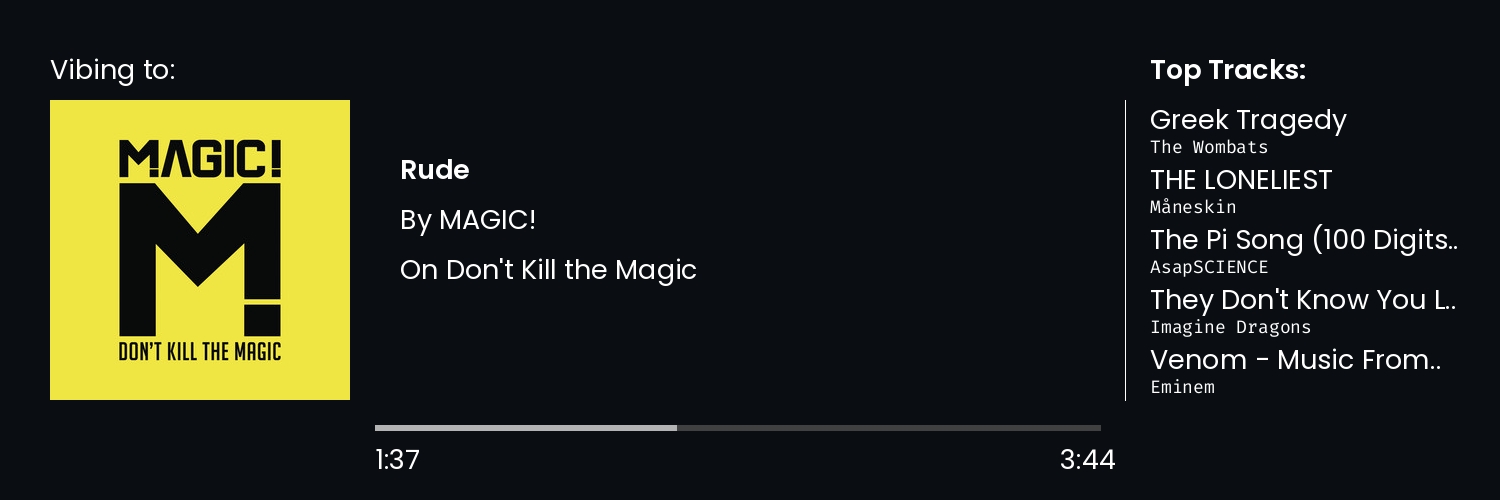 Vibing to:
MAGIC!
M!
DON'T KILL THE MAGIC
Rude
By MAGIC!
On Don't Kill the Magic
1:37
3:44
Top Tracks:
Greek Tragedy
The Wombats
THE LONELIEST
Måneskin
The Pi Song (100 Digits..
AsapSCIENCE
They Don't Know You L..
Imagine Dragons
Venom - Music From..
Eminem